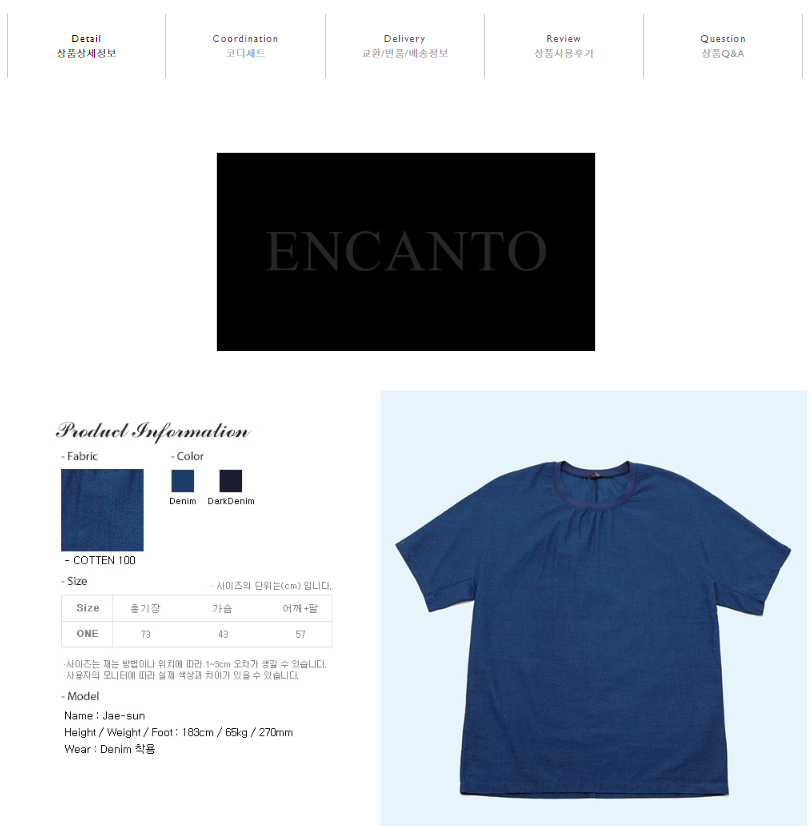 Detail
상품상세정보
Coordination
코디세트
Delivery
교환/반품/배송정보
Review
상품사용후기
Question
상품Q&A
ENCANTO
Product Information
- Fabric
- Color
Denim DarkDenim
- COTTEN 100
- Size
· 사이즈의 단위는(cm) 입니다.
Size 총기장 가슴 어깨+팔
ONE 73 43 57
·사이즈는 재는 방법이나 위치에 따라 1~3cm 오차가 생길 수 있습니다.
·사용자의 모니터에 따라 실제 색상과 차이가 있을 수 있습니다.
- Model
Name : Jae-sun
Height / Weight / Foot : 183cm / 65kg / 270mm
Wear : Denim 착용